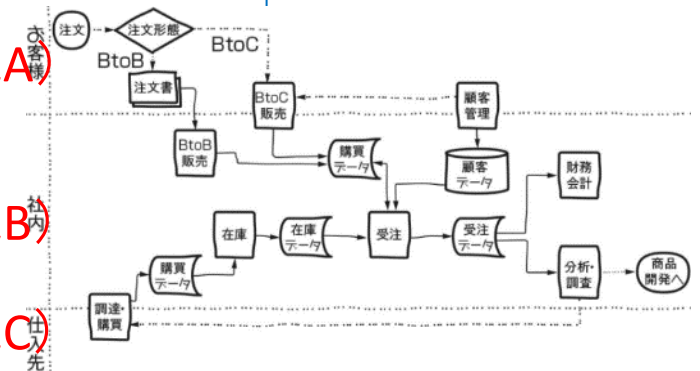 注文
注文形態
お客様
A)
BtoB
BtoC
注文書
BtoC
販売
顧客
管理
BtoB
販売
購買
データ
顧客
データ
財務
会計
社内
B)
在庫
在庫
データ
受注
受注
データ
購買
データ
分析・
調査
商品
開発へ
調達・
購買
C)
仕入先